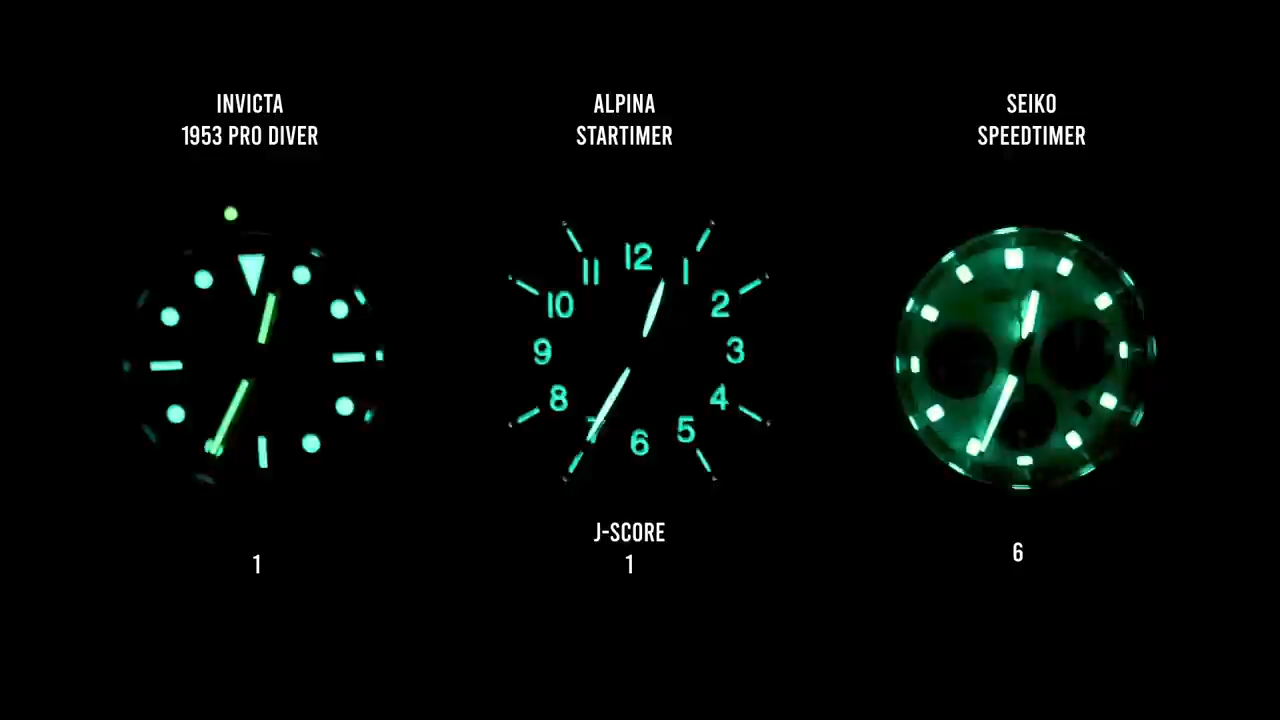 INVICTA
1953 PRO DIVER
ALPINA
STARTIMER
SEIKO
SPEEDTIMER
12
11
1
10
2
9
3
8
4
7
5
6
1
J-SCORE
1
6